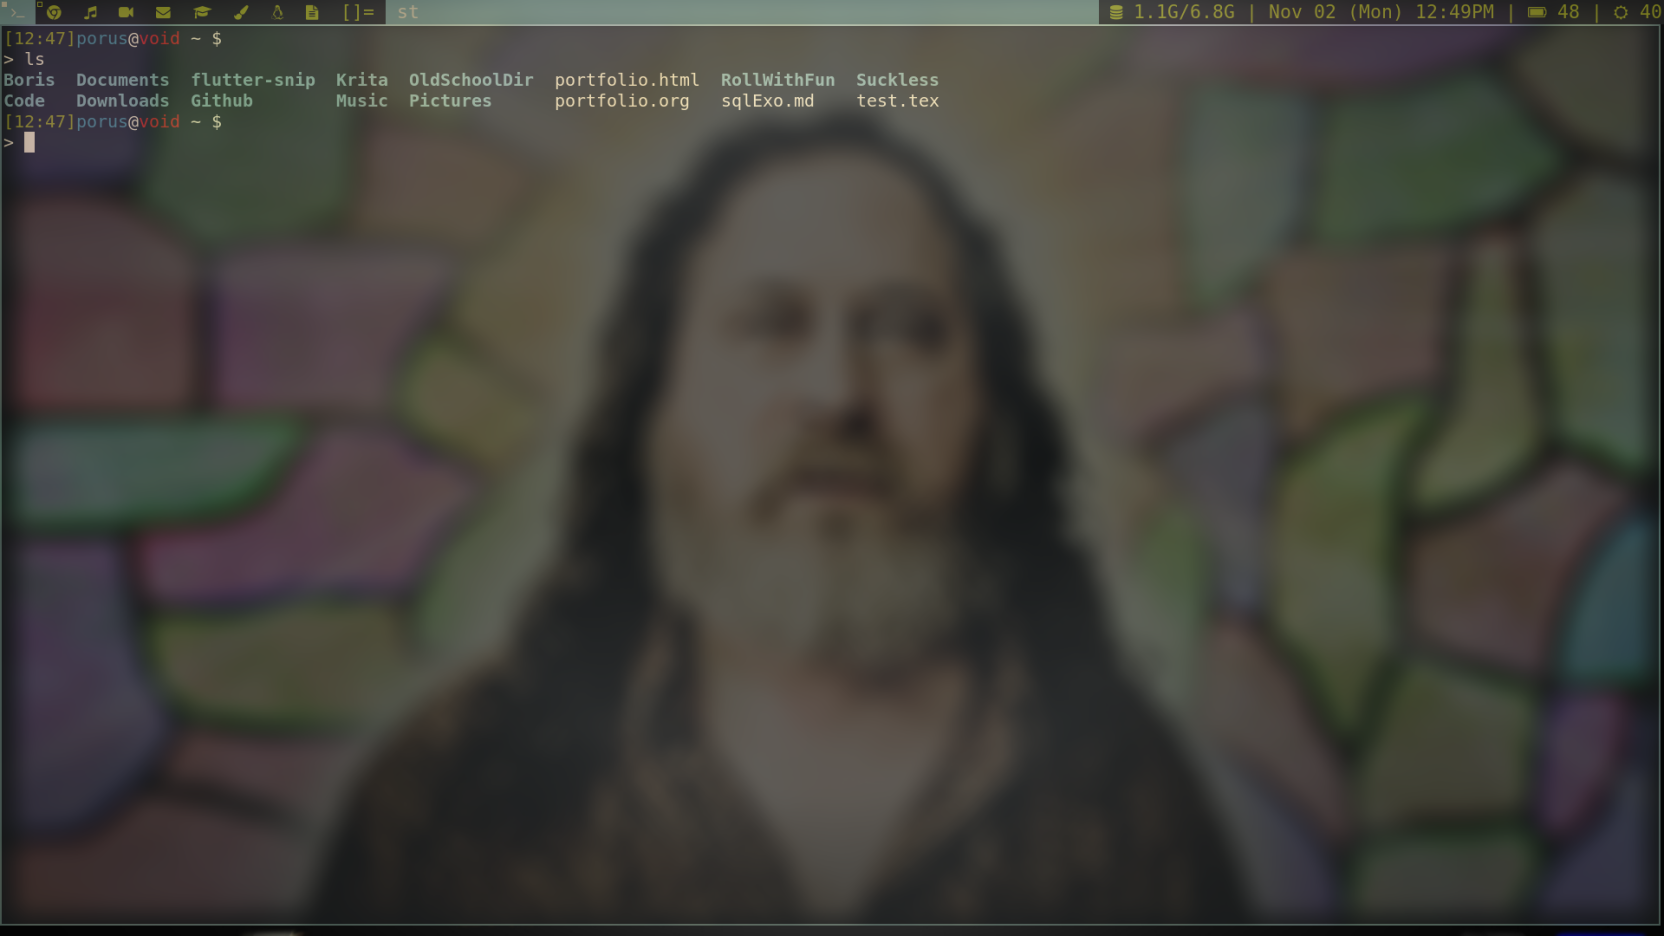 []= st 1.1G/6.8G | Nov 02 (Mon) 12:49PM | 48 | 40
[12:47]porus@void ~ $
> ls
Boris Documents flutter-snip Krita OldSchoolDir portfolio.html RollWithFun Suckless
Code Downloads Github Music Pictures portfolio.org sqlExo.md test.tex
[12:47]porus@void ~ $
>